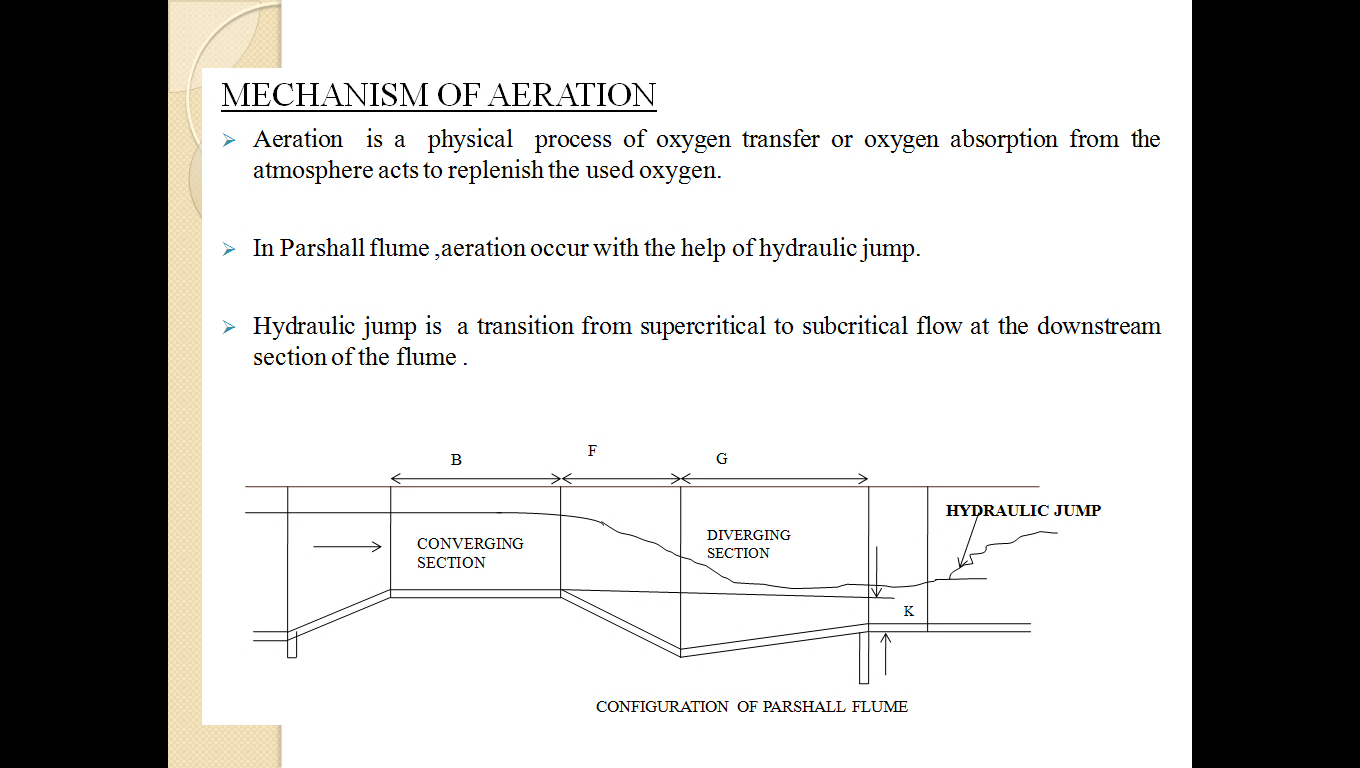 MECHANISM OF AERATION
Aeration is a physical process of oxygen transfer or oxygen absorption from the
atmosphere acts to replenish the used oxygen.
In Parshall flume ,aeration occur with the help of hydraulic jump.
Hydraulic jump is a transition from supercritical to subcritical flow at the downstream
section of the flume .
B
F
G
HYDRAULIC JUMP
CONVERGING
SECTION
DIVERGING
SECTION
K
CONFIGURATION OF PARSHALL FLUME